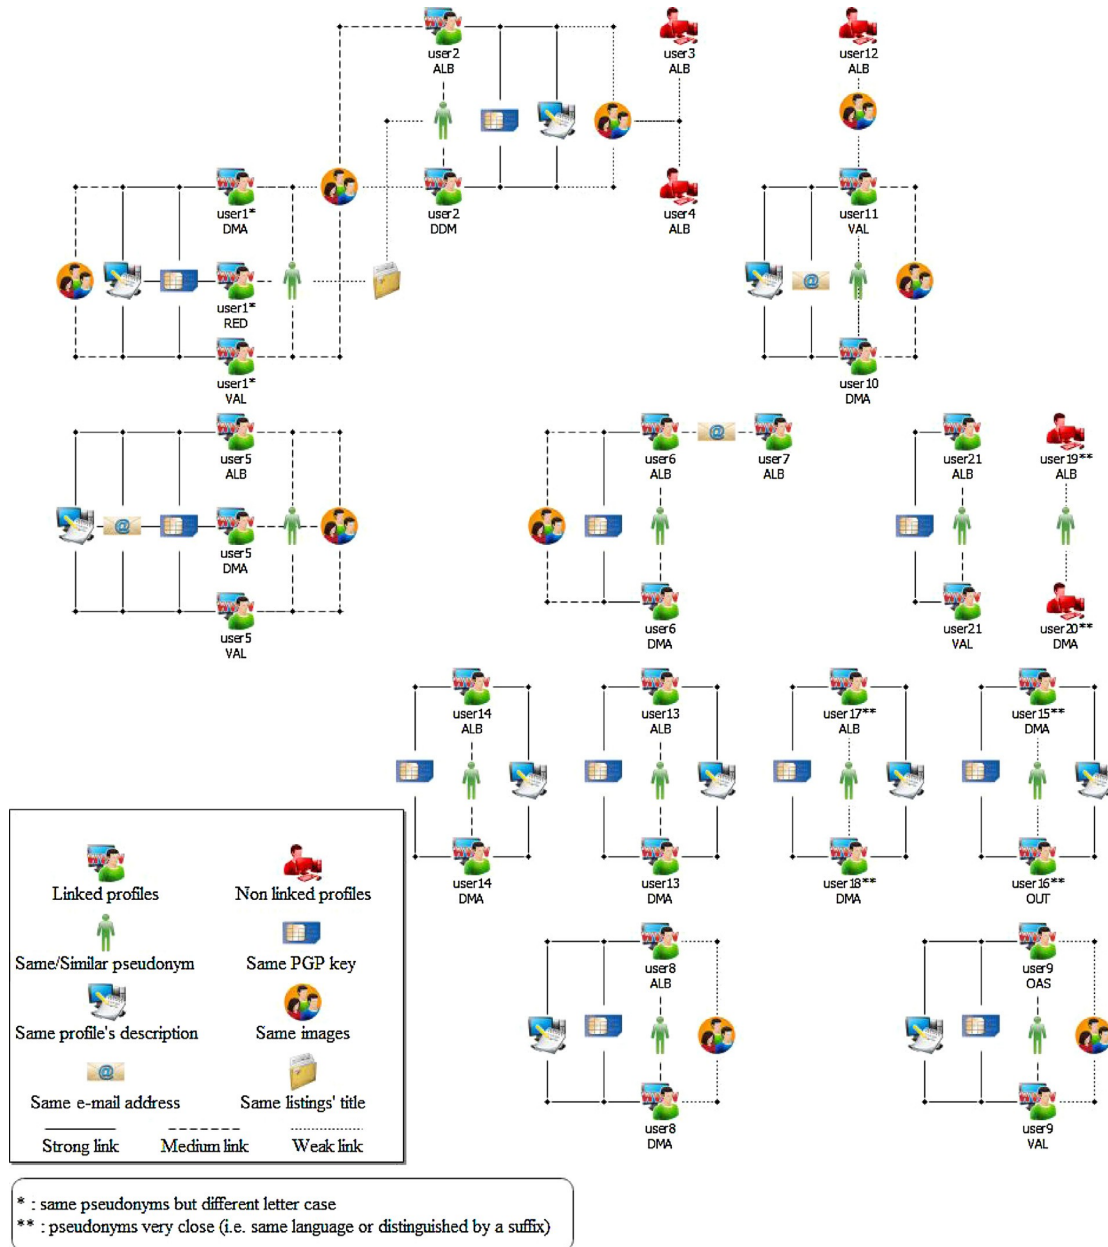 user2
ALB
user3
ALB
user12
ALB
user1*
DMA
user2
DDM
user4
ALB
user11
VAL
user1*
RED
user1*
VAL
user10
DMA
user5
ALB
user6
ALB
user7
ALB
user21
ALB
user19**
ALB
user5
DMA
user5
VAL
user6
DMA
user21
VAL
user20**
DMA
user14
ALB
user13
ALB
user17**
ALB
user15**
DMA
user14
DMA
user13
DMA
user18**
DMA
user16**
OUT
Linked profiles
Non linked profiles
Same/Similar pseudonym
Same PGP key
Same profile's description
Same images
Same e-mail address
Same listings' title
Strong link
Medium link
Weak link
user8
ALB
user9
OAS
user8
DMA
user9
VAL
* : same pseudonyms but different letter case
** : pseudonyms very close (i.e. same language or distinguished by a suffix)